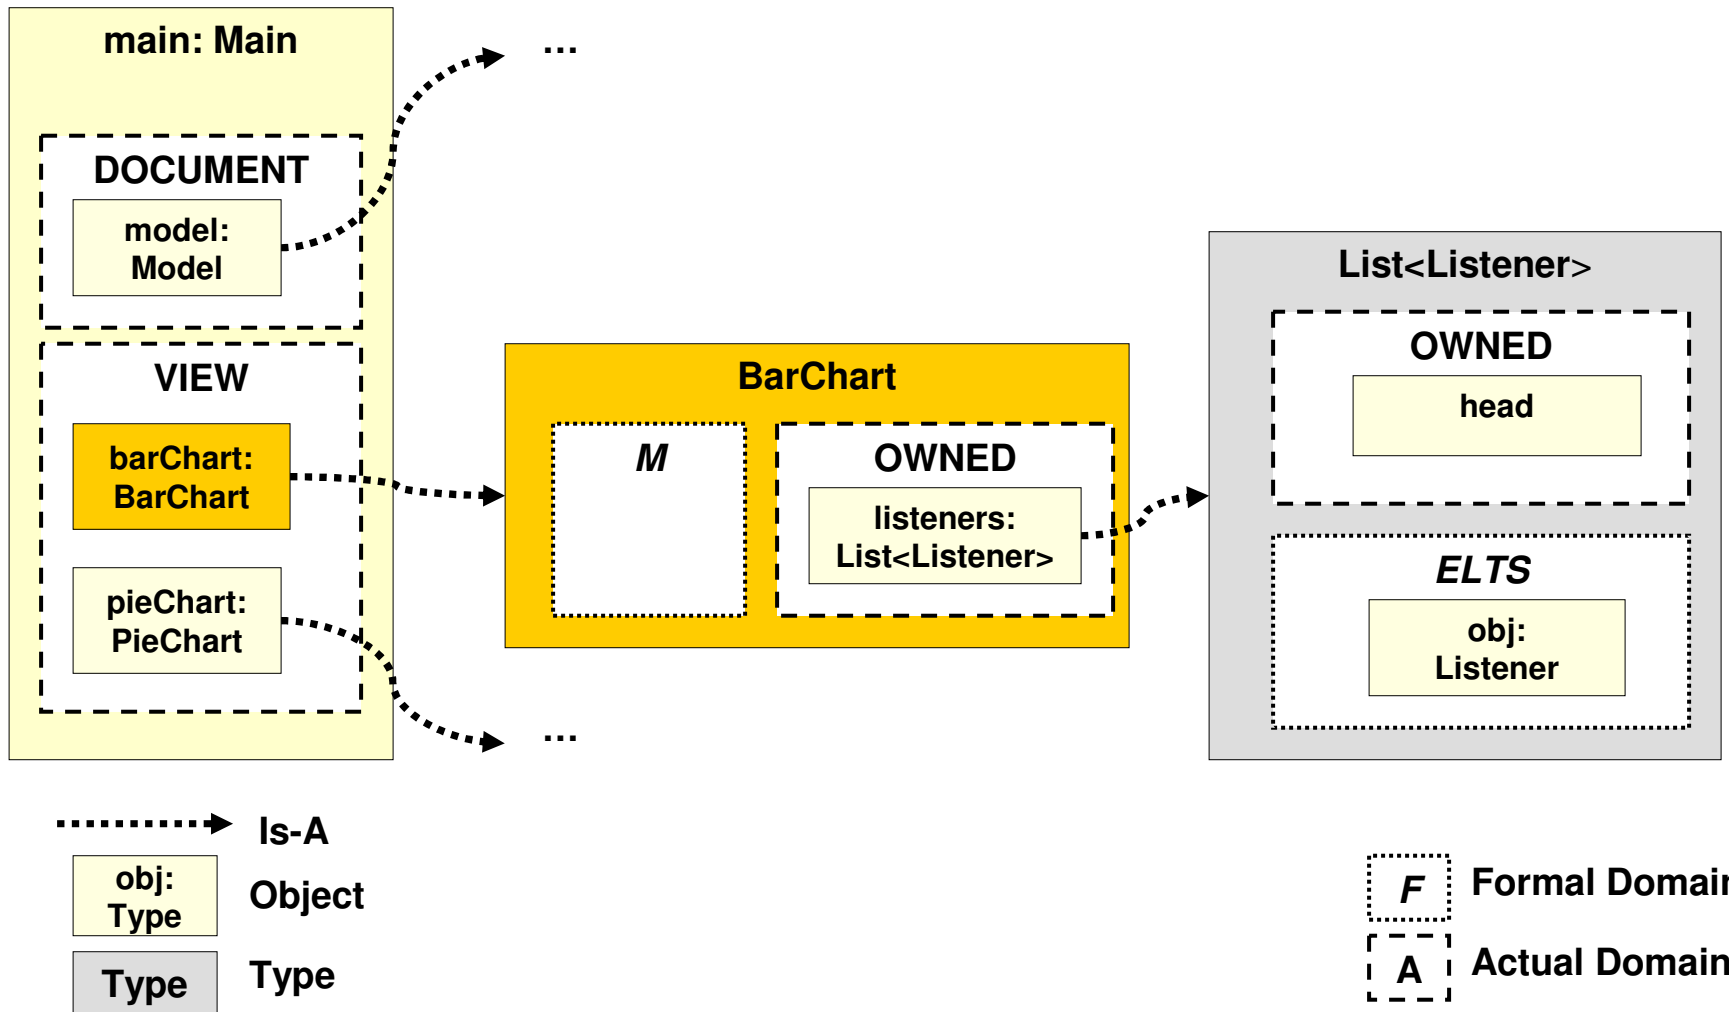 main: Main
...
DOCUMENT
model:
Model
VIEW
barChart:
BarChart
pieChart:
PieChart
...
BarChart
M
OWNED
listeners:
List<Listener>
List<Listener>
OWNED
head
ELTS
obj:
Listener
Is-A
obj:
Type
Object
Type
Type
F
Formal Domain
A
Actual Domain